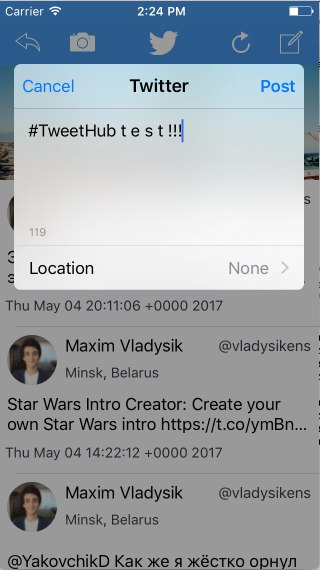 Carrier 2:24 PM
Cancel Twitter Post
#TweetHub t e s t !!!
119
Location None
Thu May 04 20:11:06 +0000 2017
Maxim Vladysik @vladysikens
Minsk, Belarus
Star Wars Intro Creator: Create your
own Star Wars intro https://t.co/ymBn...
Thu May 04 14:22:12 +0000 2017
Maxim Vladysik @vladysikens
Minsk, Belarus
@YakovchikD Как же я жёстко орнул